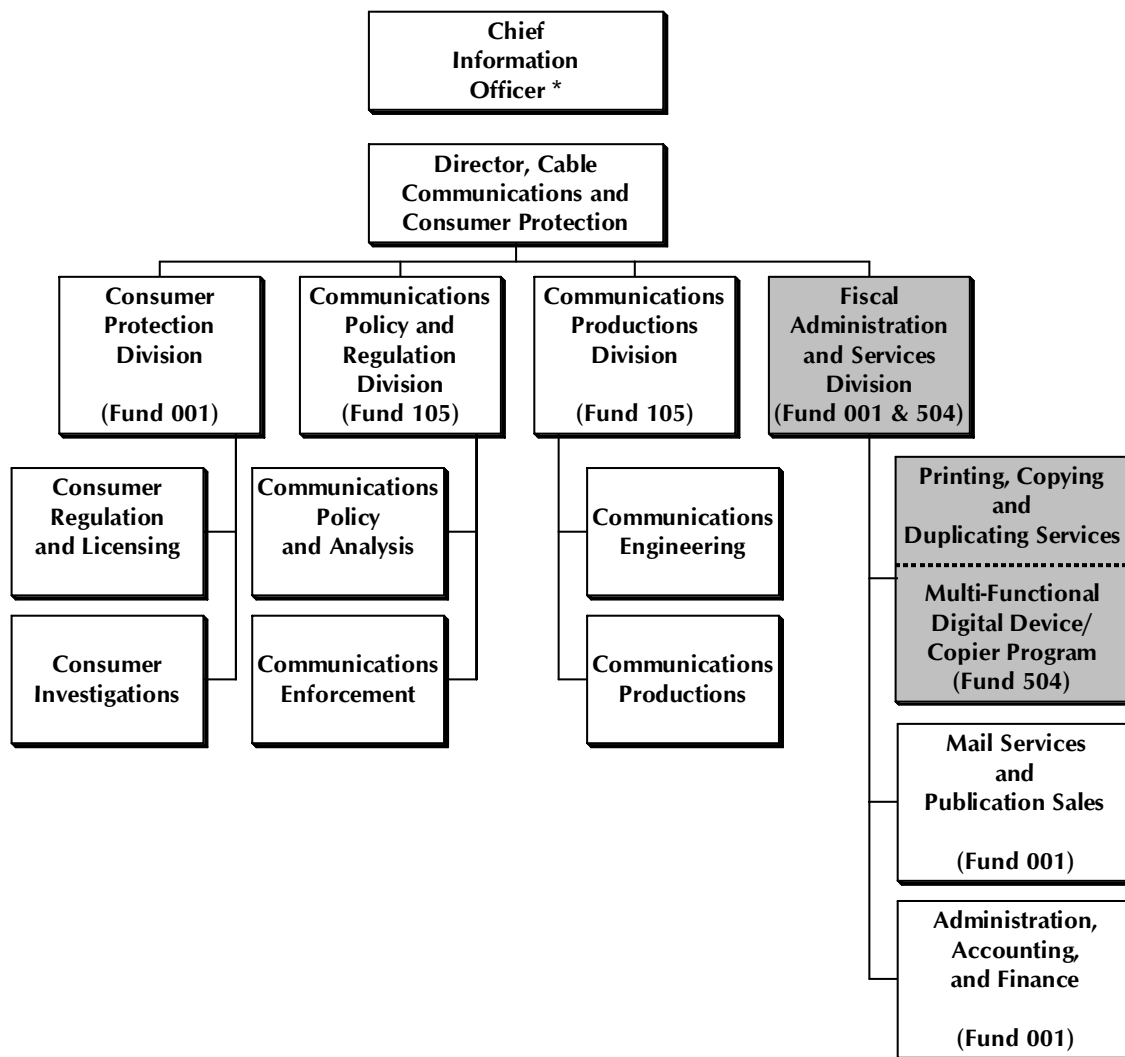 Chief
Information
Officer *
Director, Cable
Communications and
Consumer Protection
Consumer
Protection
Division
(Fund 001)
Communications
Policy and
Regulation
Division
(Fund 105)
Communications
Productions
Division
(Fund 105)
Fiscal
Administration
and Services
Division
(Fund 001 & 504)
Consumer
Regulation
and Licensing
Communications
Policy
and Analysis
Communications
Engineering
Printing, Copying
and
Duplicating Services
Multi-Functional
Digital Device/
Copier Program
(Fund 504)
Consumer
Investigations
Communications
Enforcement
Communications
Productions
Mail Services
and
Publication Sales
(Fund 001)
Administration,
Accounting,
and Finance
(Fund 001)